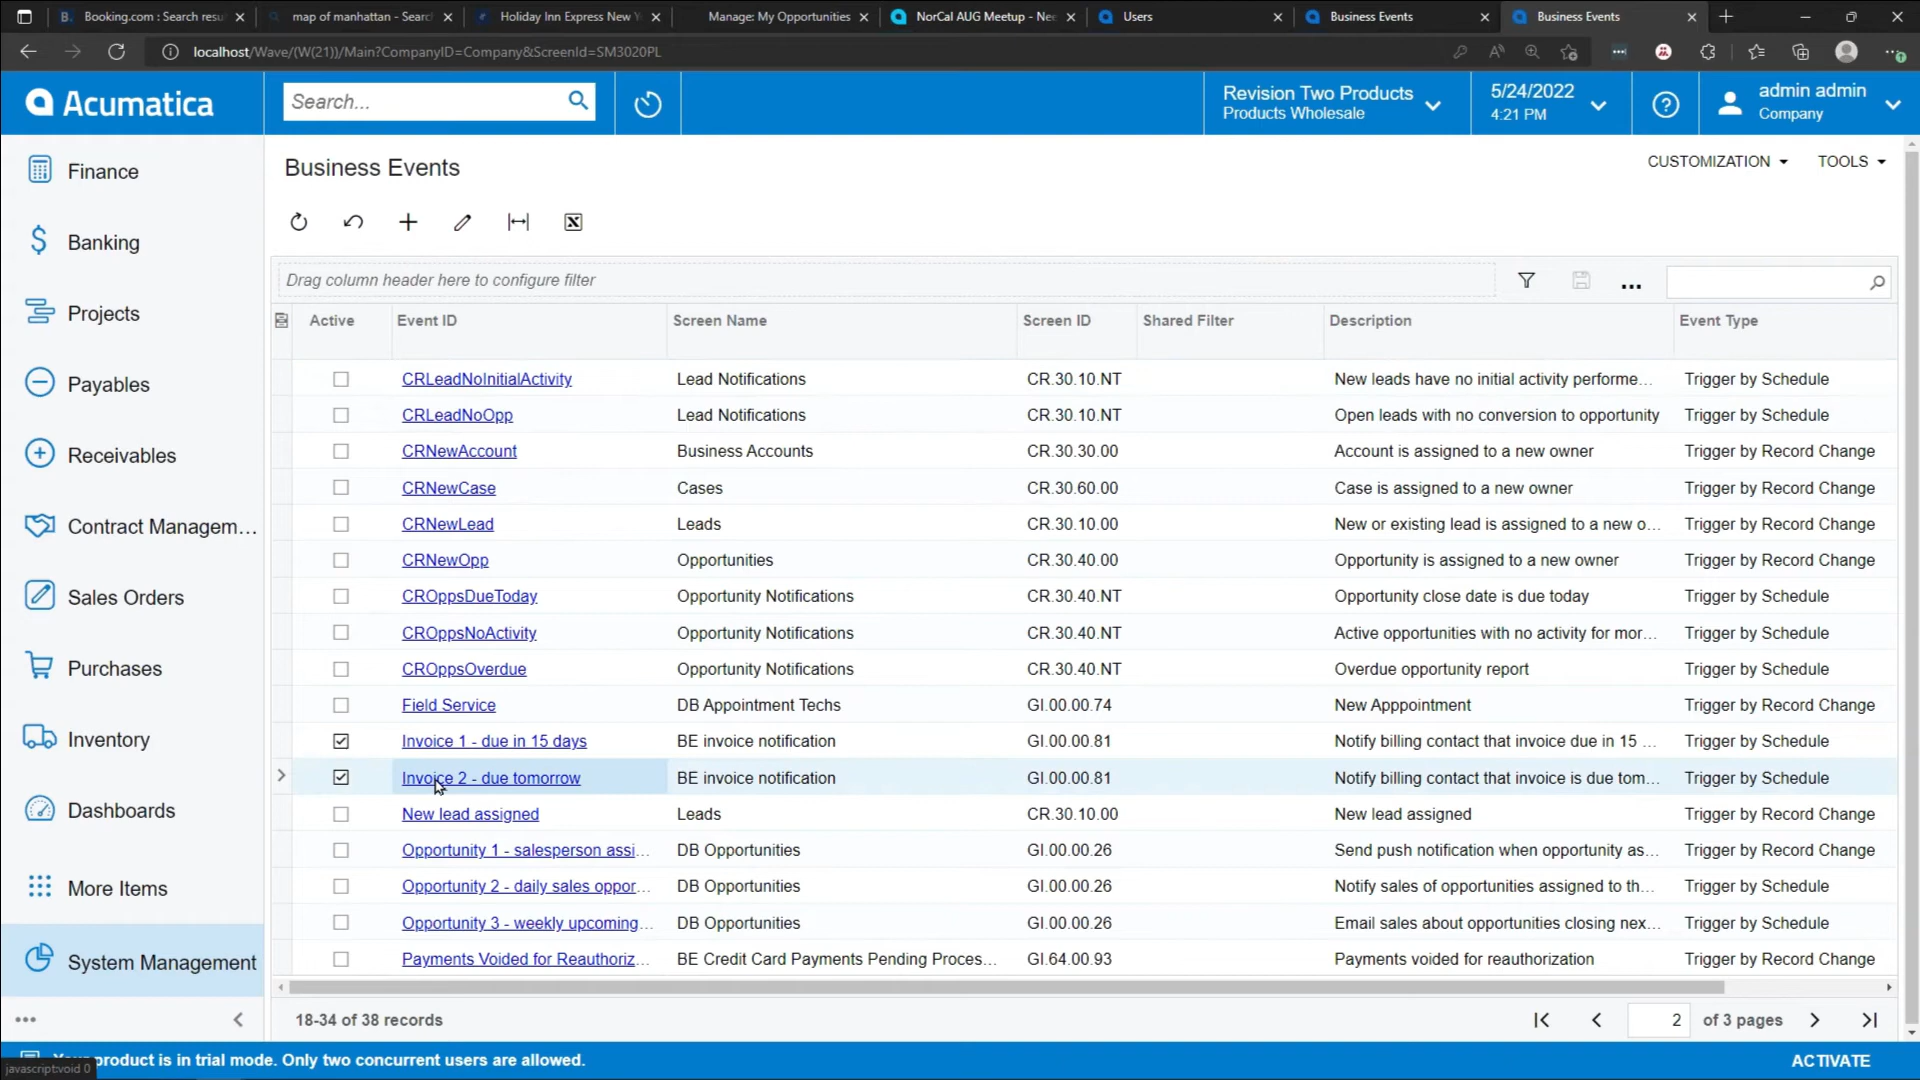 Booking.com : Search resu
map of manhattan - Searc
Holiday Inn Express New Y
Manage: My Opportunities
NorCal AUG Meetup - Nee
Users
Business Events
Business Events
localhost/Wave/(W(21))/Main?CompanyID=Company&ScreenId=SM3020PL
Acumatica
Search...
Revision Two Products
Products Wholesale
5/24/2022
4:21 PM
admin admin
Company
Finance
Banking
Projects
Payables
Receivables
Contract Managem...
Sales Orders
Purchases
Inventory
Dashboards
More Items
System Management
Business Events
CUSTOMIZATION
TOOLS
Drag column header here to configure filter
Active Event ID Screen Name Screen ID Shared Filter Description Event Type
CRLeadNoInitialActivity Lead Notifications CR.30.10.NT New leads have no initial activity performe... Trigger by Schedule
CRLeadNoOpp Lead Notifications CR.30.10.NT Open leads with no conversion to opportunity Trigger by Schedule
CRNewAccount Business Accounts CR.30.30.00 Account is assigned to a new owner Trigger by Record Change
CRNewCase Cases CR.30.60.00 Case is assigned to a new owner Trigger by Record Change
CRNewLead Leads CR.30.10.00 New or existing lead is assigned to a new o... Trigger by Record Change
CRNewOpp Opportunities CR.30.40.00 Opportunity is assigned to a new owner Trigger by Record Change
CROppsDueToday Opportunity Notifications CR.30.40.NT Opportunity close date is due today Trigger by Schedule
CROppsNoActivity Opportunity Notifications CR.30.40.NT Active opportunities with no activity for mor... Trigger by Schedule
CROppsOverdue Opportunity Notifications CR.30.40.NT Overdue opportunity report Trigger by Schedule
Field Service DB Appointment Techs GI.00.00.74 New Apppointment Trigger by Record Change
Invoice 1 - due in 15 days BE invoice notification GI.00.00.81 Notify billing contact that invoice due in 15 ... Trigger by Schedule
Invoice 2 - due tomorrow BE invoice notification GI.00.00.81 Notify billing contact that invoice is due tom... Trigger by Schedule
New lead assigned Leads CR.30.10.00 New lead assigned Trigger by Record Change
Opportunity 1 - salesperson assi... DB Opportunities GI.00.00.26 Send push notification when opportunity as... Trigger by Record Change
Opportunity 2 - daily sales oppor... DB Opportunities GI.00.00.26 Notify sales of opportunities assigned to th... Trigger by Schedule
Opportunity 3 - weekly upcoming... DB Opportunities GI.00.00.26 Email sales about opportunities closing nex... Trigger by Schedule
Payments Voided for Reauthoriz... BE Credit Card Payments Pending Proces... GI.64.00.93 Payments voided for reauthorization Trigger by Record Change
18-34 of 38 records
2 of 3 pages
product is in trial mode. Only two concurrent users are allowed.
ACTIVATE
javascript:void 0